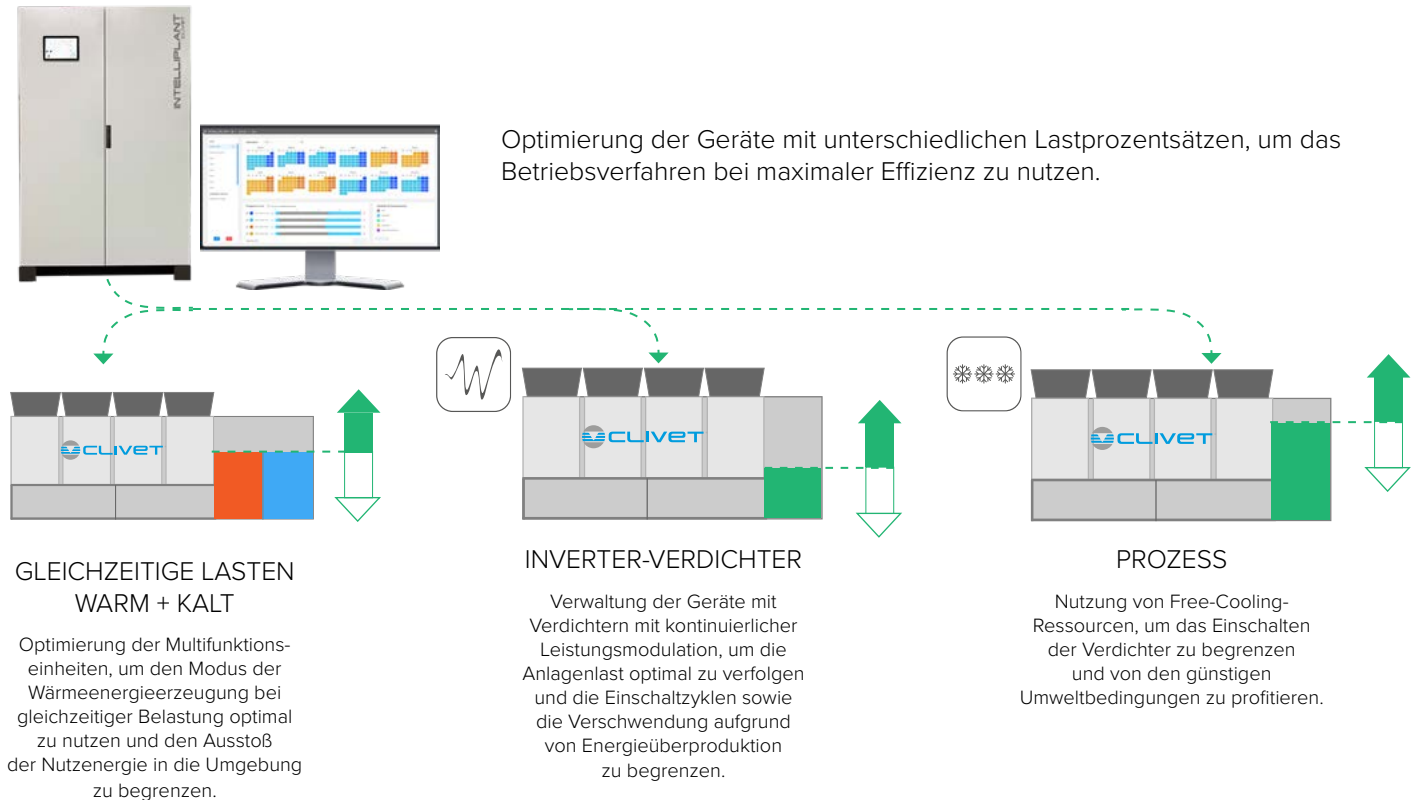 INTELLIPLANT
CLIVET
Optimierung der Geräte mit unterschiedlichen Lastprozentsätzen, um das
Betriebsverfahren bei maximaler Effizienz zu nutzen.
CLIVET
CLIVET
CLIVET
GLEICHZEITIGE LASTEN
WARM + KALT
Optimierung der Multifunktions-
einheiten, um den Modus der
Wärmeenergieerzeugung bei
gleichzeitiger Belastung optimal
zu nutzen und den Ausstoß
der Nutzenergie in die Umgebung
zu begrenzen.
INVERTER-VERDICHTER
Verwaltung der Geräte mit
Verdichtern mit kontinuierlicher
Leistungsmodulation, um die
Anlagenlast optimal zu verfolgen
und die Einschaltzyklen sowie
die Verschwendung aufgrund
von Energieüberproduktion
zu begrenzen.
PROZESS
Nutzung von Free-Cooling-
Ressourcen, um das Einschalten
der Verdichter zu begrenzen
und von den günstigen
Umweltbedingungen zu profitieren.